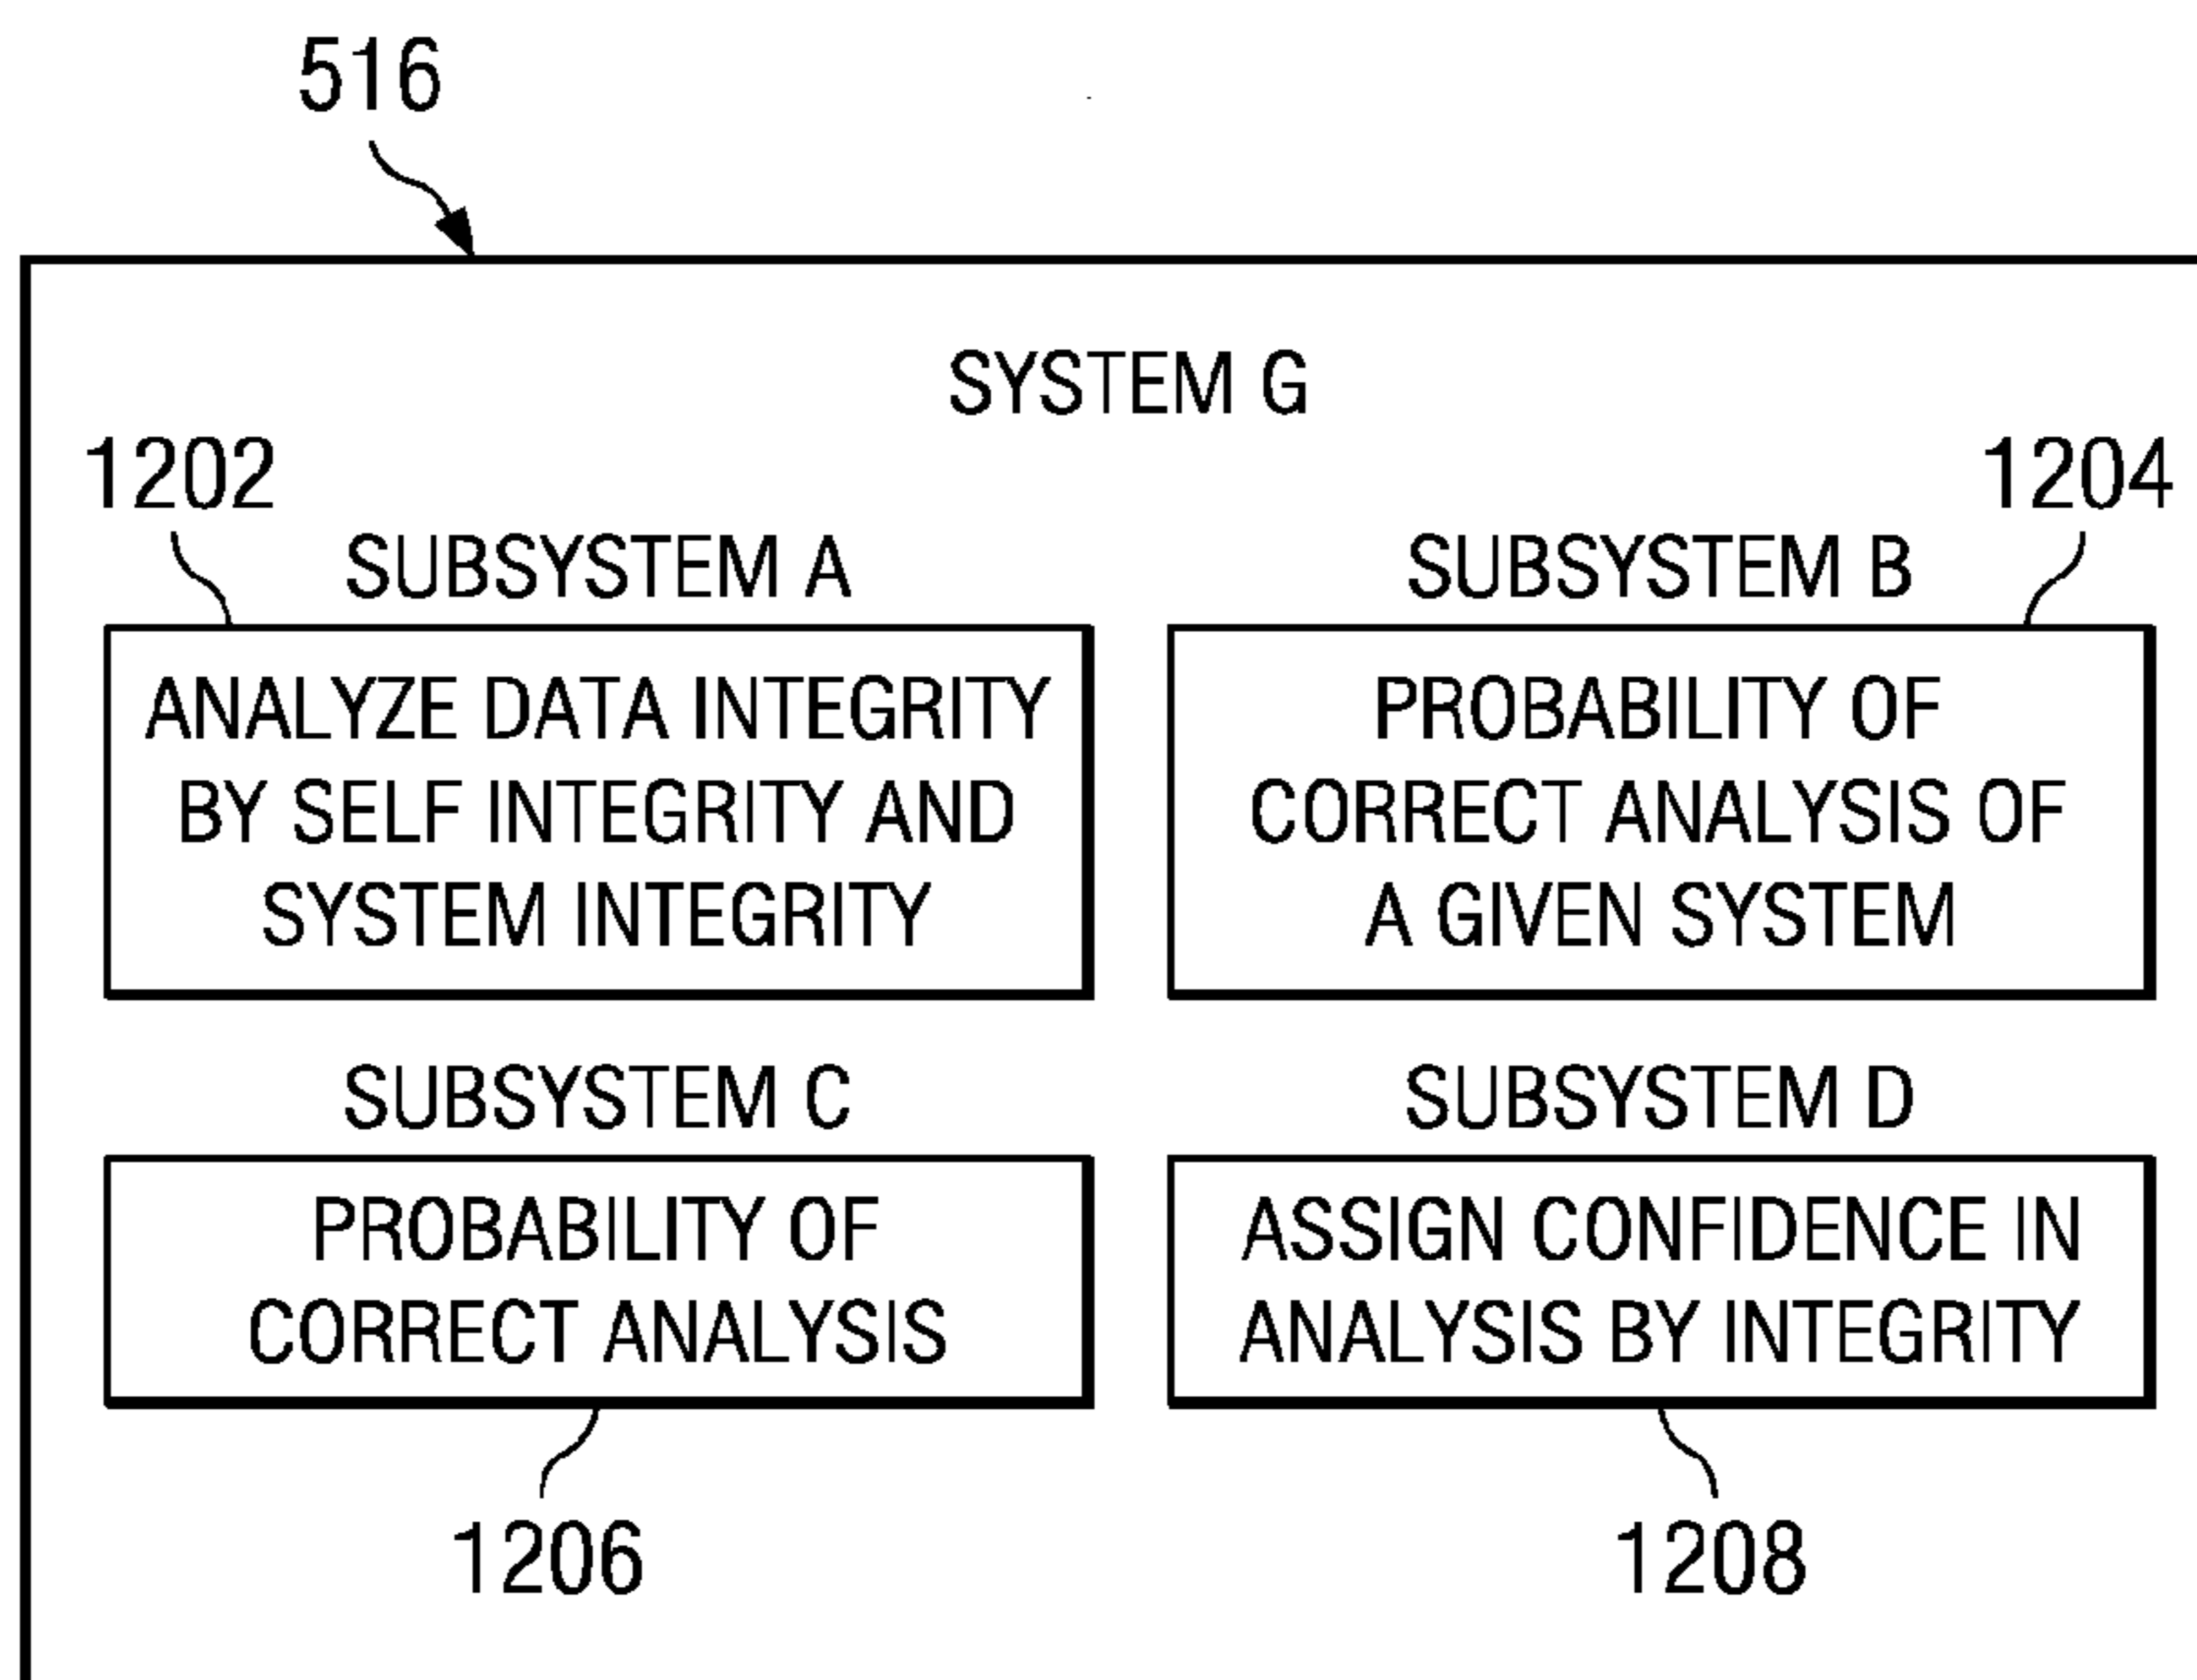 516
SYSTEM G
1202
1204
SUBSYSTEM A
SUBSYSTEM B
ANALYZE DATA INTEGRITY
BY SELF INTEGRITY AND
SYSTEM INTEGRITY
PROBABILITY OF
CORRECT ANALYSIS OF
A GIVEN SYSTEM
SUBSYSTEM C
SUBSYSTEM D
PROBABILITY OF
CORRECT ANALYSIS
ASSIGN CONFIDENCE IN
ANALYSIS BY INTEGRITY
1206
1208